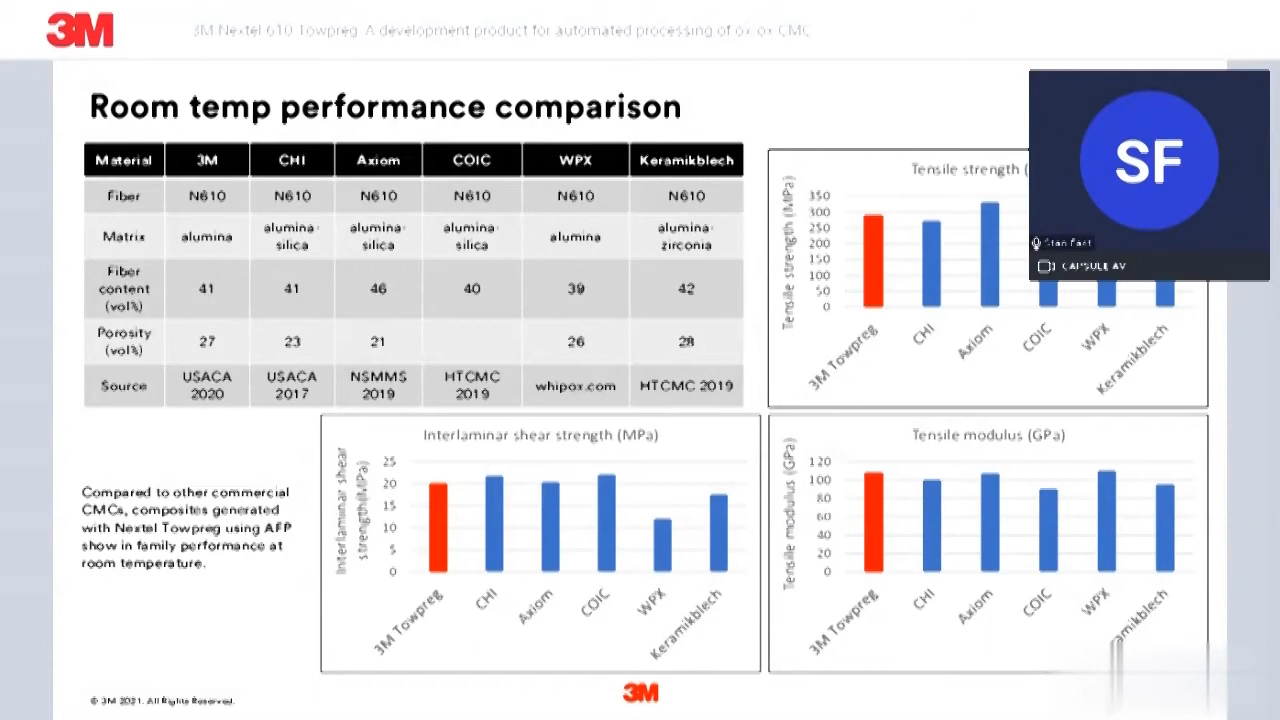 3M
3M Nextel 610 Towpreg: A development product for automated processing of ox-ox CMC
Room temp performance comparison
Material 3M CHI Axiom COIC WPX Keramikblech
Fiber N610 N610 N610 N610 N610 N610
Matrix alumina alumina-silica alumina-silica alumina-silica alumina alumina-zirconia
Fiber content (vol%) 41 41 46 40 39 42
Porosity (vol%) 27 23 21 26 28
Source USACA 2020 USACA 2017 NSMMS 2019 HTCMC 2019 whipox.com HTCMC 2019
Tensile strength (
Tensile strength (MPa)
350
300
250
200
150
100
50
0
3M Towpreg
CHI
Axiom
COIC
WPX
Keramikblech
SF
Stan Fast
CAPSULE AV
Compared to other commercial
CMCs, composites generated
with Nextel Towpreg using AFP
show in family performance at
room temperature.
Interlaminar shear strength (MPa)
Interlaminar shear
strength(MPa)
25
20
15
10
5
0
3M Towpreg
CHI
Axiom
COIC
WPX
Keramikblech
Tensile modulus (GPa)
Tensile modulus (GPa)
120
100
80
60
40
20
0
3M Towpreg
CHI
Axiom
COIC
WPX
ramikblech
© 3M 2021. All Rights Reserved.
3M